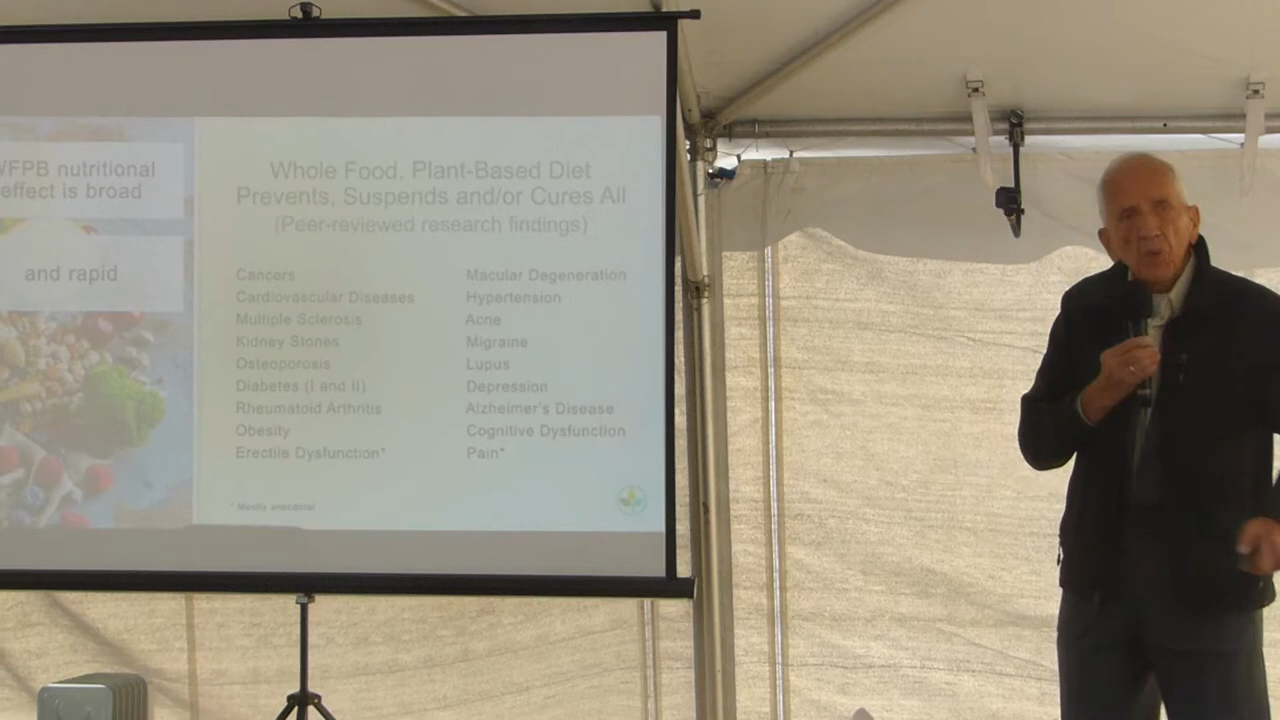 WFPB nutritional
effect is broad
and rapid
Whole Food, Plant-Based Diet
Prevents, Suspends and/or Cures All
(Peer-reviewed research findings)
Cancers
Cardiovascular Diseases
Multiple Sclerosis
Kidney Stones
Osteoporosis
Diabetes (I and II)
Rheumatoid Arthritis
Obesity
Erectile Dysfunction*
Macular Degeneration
Hypertension
Acne
Migraine
Lupus
Depression
Alzheimer's Disease
Cognitive Dysfunction
Pain*
* Mostly anecdotal